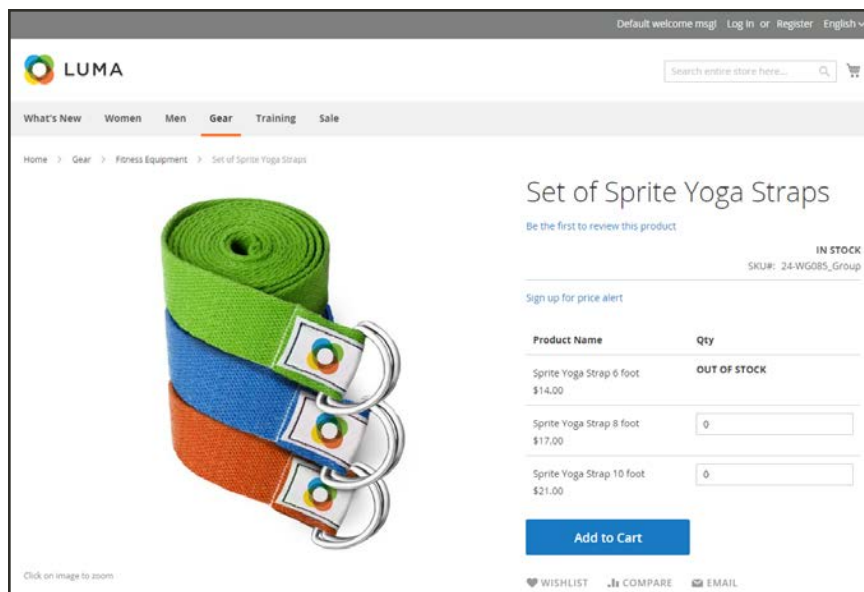 Default welcome msg! Log In or Register English
LUMA
Search entire store here...
What's New Women Men Gear Training Sale
Home > Gear > Fitness Equipment > Set of Sprite Yoga Straps
Set of Sprite Yoga Straps
Be the first to review this product
IN STOCK
SKU#: 24-WG085_Group
Sign up for price alert
Product Name Qty
Sprite Yoga Strap 6 foot OUT OF STOCK
$14.00
Sprite Yoga Strap 8 foot 0
$17.00
Sprite Yoga Strap 10 foot 0
$21.00
Add to Cart
Click on image to zoom
WISHLIST COMPARE EMAIL